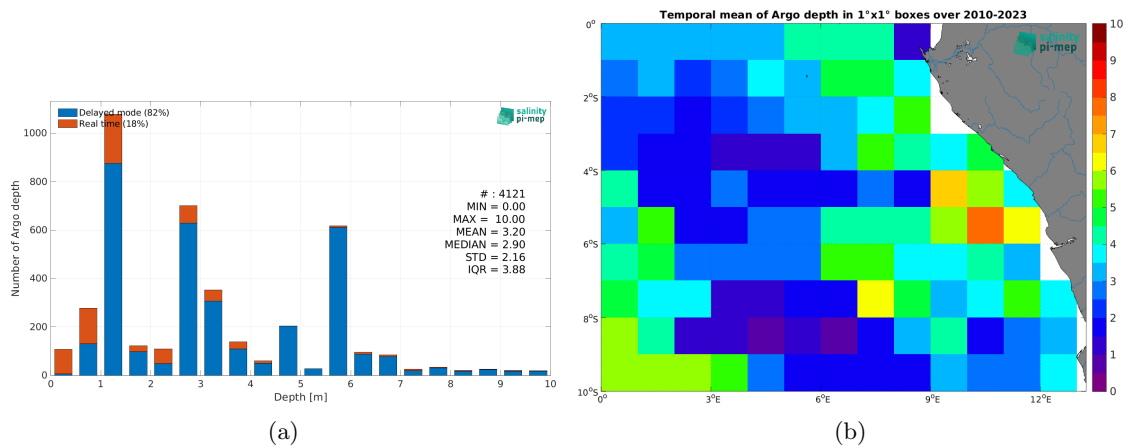 Delayed mode (82%)
Real time (18%)
salinity
pi-mep
# : 4121
MIN = 0.00
MAX = 10.00
MEAN = 3.20
MEDIAN = 2.90
STD = 2.16
IQR = 3.88
Number of Argo depth
1000
800
600
400
200
0
0 1 2 3 4 5 6 7 8 9 10
Depth [m]
(a)
Temporal mean of Argo depth in 1°x1° boxes over 2010-2023
salinity
pi-mep
0°
2°S
4°S
6°S
8°S
10°S
0° 3°E 6°E 9°E 12°E
10
9
8
7
6
5
4
3
2
1
0
(b)